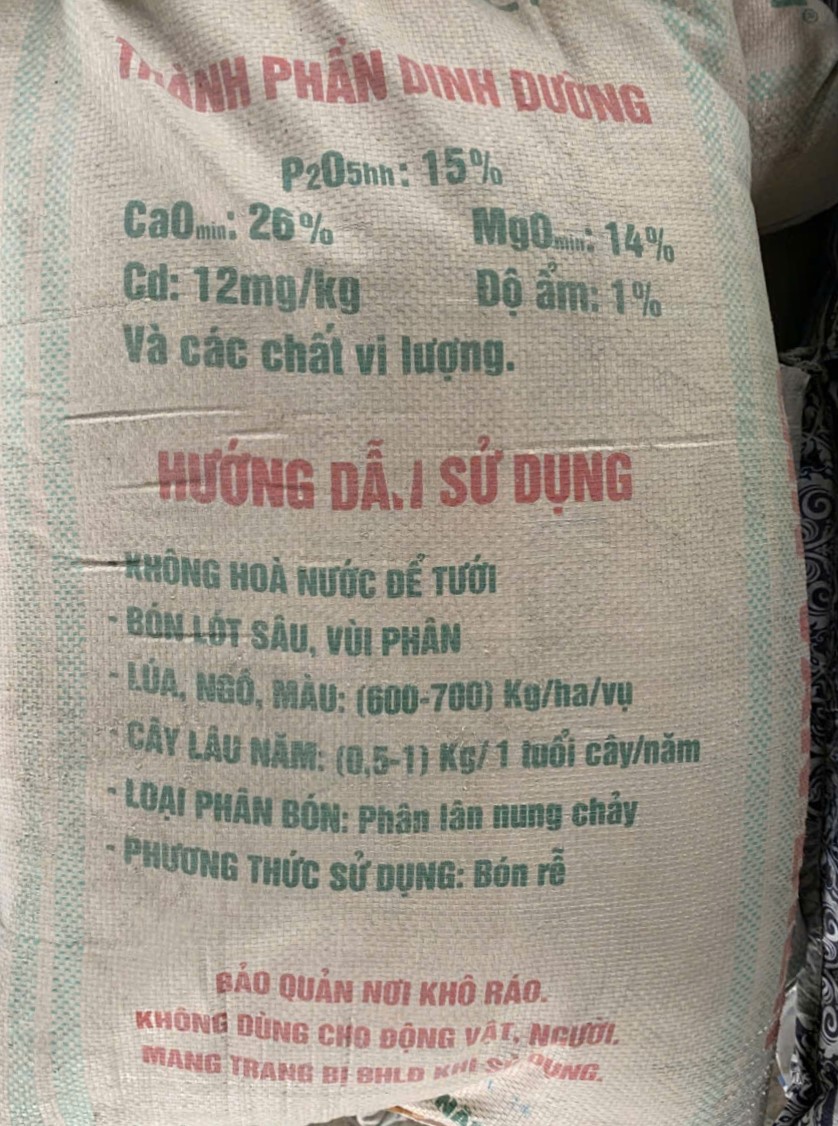 THÀNH PHẦN DINH DƯỠNG
P2O5hh: 15%
CaOmin: 26% MgOmin: 14%
Cd: 12mg/kg Độ ẩm: 1%
Và các chất vi lượng.
HƯỚNG DẪN SỬ DỤNG
- KHÔNG HOÀ NƯỚC ĐỂ TƯỚI
- BÓN LÓT SÂU, VÙI PHÂN
- LÚA, NGÔ, MÀU: (600-700) Kg/ha/vụ
- CÂY LÂU NĂM: (0,5-1) Kg/1 tuổi cây/năm
- LOẠI PHÂN BÓN: Phân lân nung chảy
- PHƯƠNG THỨC SỬ DỤNG: Bón rễ
BẢO QUẢN NƠI KHÔ RÁO.
KHÔNG DÙNG CHO ĐỘNG VẬT, NGƯỜI.
MANG TRANG BỊ BHLĐ KHI SỬ DỤNG.